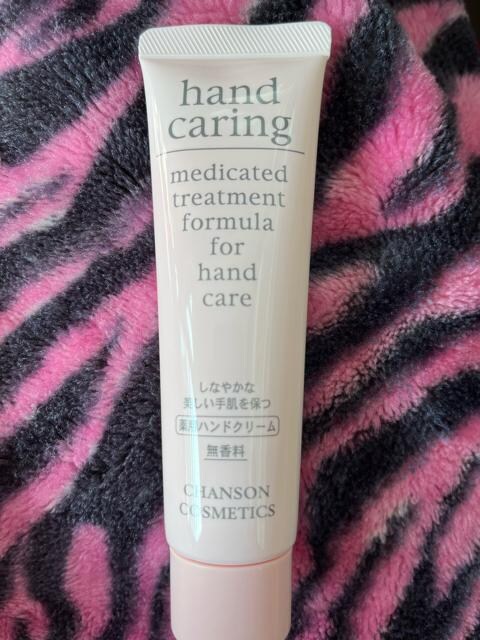 hand
caring
medicated
treatment
formula
for
hand
care
しなやかな
美しい手肌を保つ
薬用ハンドクリーム
無香料
CHANSON
COSMETICS